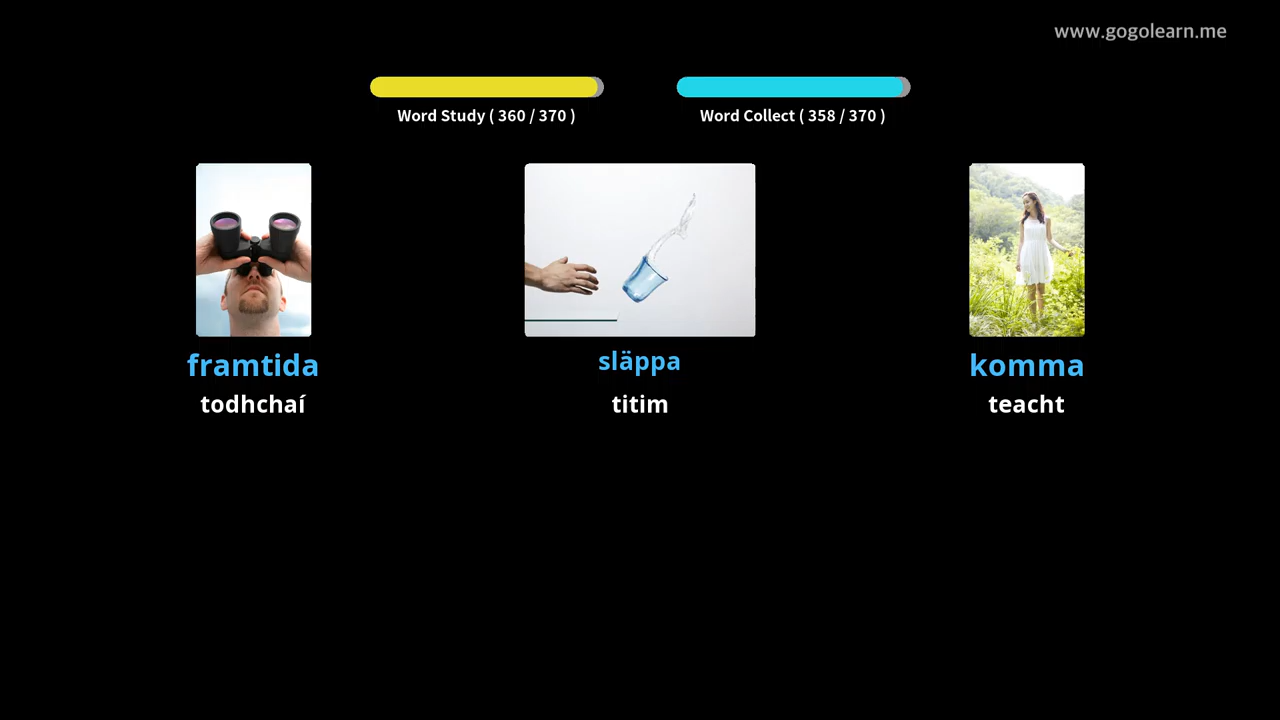 www.gogolearn.me
Word Study ( 360 / 370 )
Word Collect ( 358 / 370 )
framtida
släppa
komma
todhchaí
titim
teacht